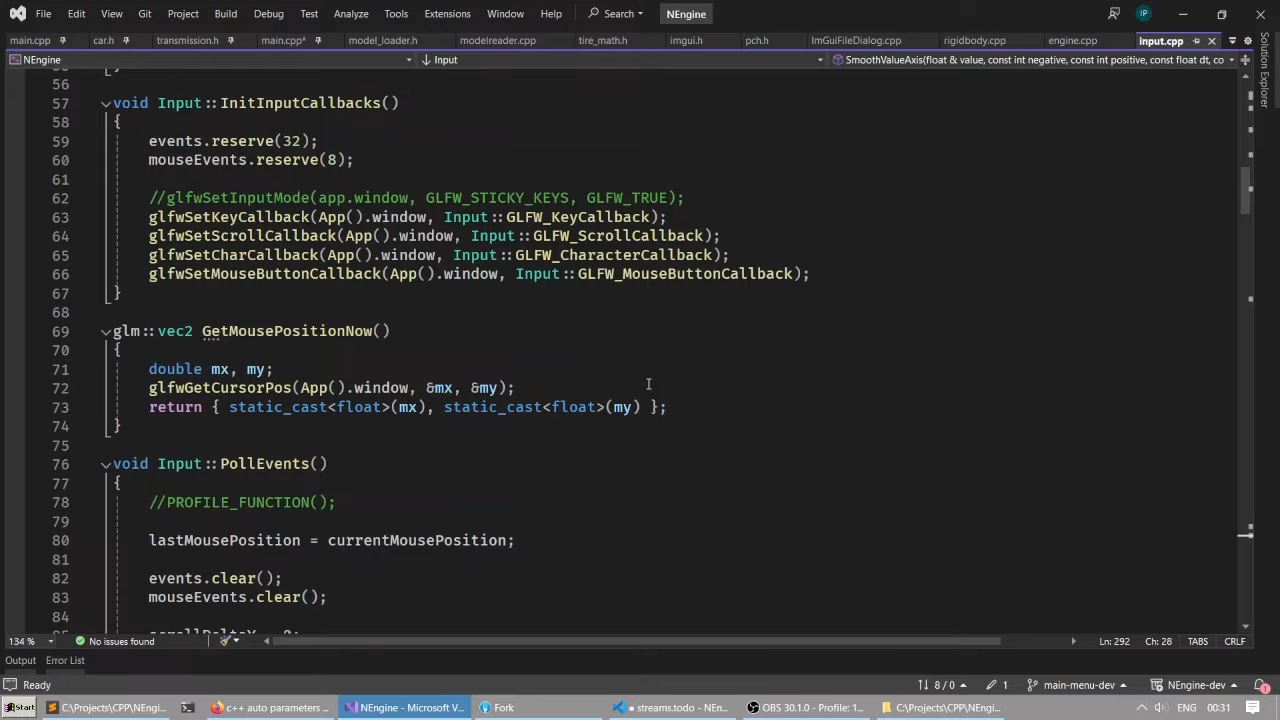 File Edit View Git Project Build Debug Test Analyze Tools Extensions Window Help Search NEngine IP
main.cpp car.h transmission.h main.cpp* model_loader.h modelreader.cpp tire_math.h imgui.h pch.h ImGuiFileDialog.cpp rigidbody.cpp engine.cpp input.cpp
NEngine Input SmoothValueAxis(float & value, const int negative, const int positive, const float dt, co
Solution Explorer
56
57 void Input::InitInputCallbacks()
58 {
59 events.reserve(32);
60 mouseEvents.reserve(8);
61
62 //glfwSetInputMode(app.window, GLFW_STICKY_KEYS, GLFW_TRUE);
63 glfwSetKeyCallback(App().window, Input::GLFW_KeyCallback);
64 glfwSetScrollCallback(App().window, Input::GLFW_ScrollCallback);
65 glfwSetCharCallback(App().window, Input::GLFW_CharacterCallback);
66 glfwSetMouseButtonCallback(App().window, Input::GLFW_MouseButtonCallback);
67 }
68
69 glm::vec2 GetMousePositionNow()
70 {
71 double mx, my;
72 glfwGetCursorPos(App().window, &mx, &my);
73 return { static_cast<float>(mx), static_cast<float>(my) };
74 }
75
76 void Input::PollEvents()
77 {
78 //PROFILE_FUNCTION();
79
80 lastMousePosition = currentMousePosition;
81
82 events.clear();
83 mouseEvents.clear();
84
134 % No issues found Ln: 292 Ch: 28 TABS CRLF
Output Error List
Ready 8 / 0 1 main-menu-dev NEngine-dev 1
Start C:\Projects\CPP\NEngi... c++ auto parameters ... NEngine - Microsoft V... Fork streams.todo - NEngi... OBS 30.1.0 - Profile: 1... C:\Projects\CPP\NEngi... ENG 00:31